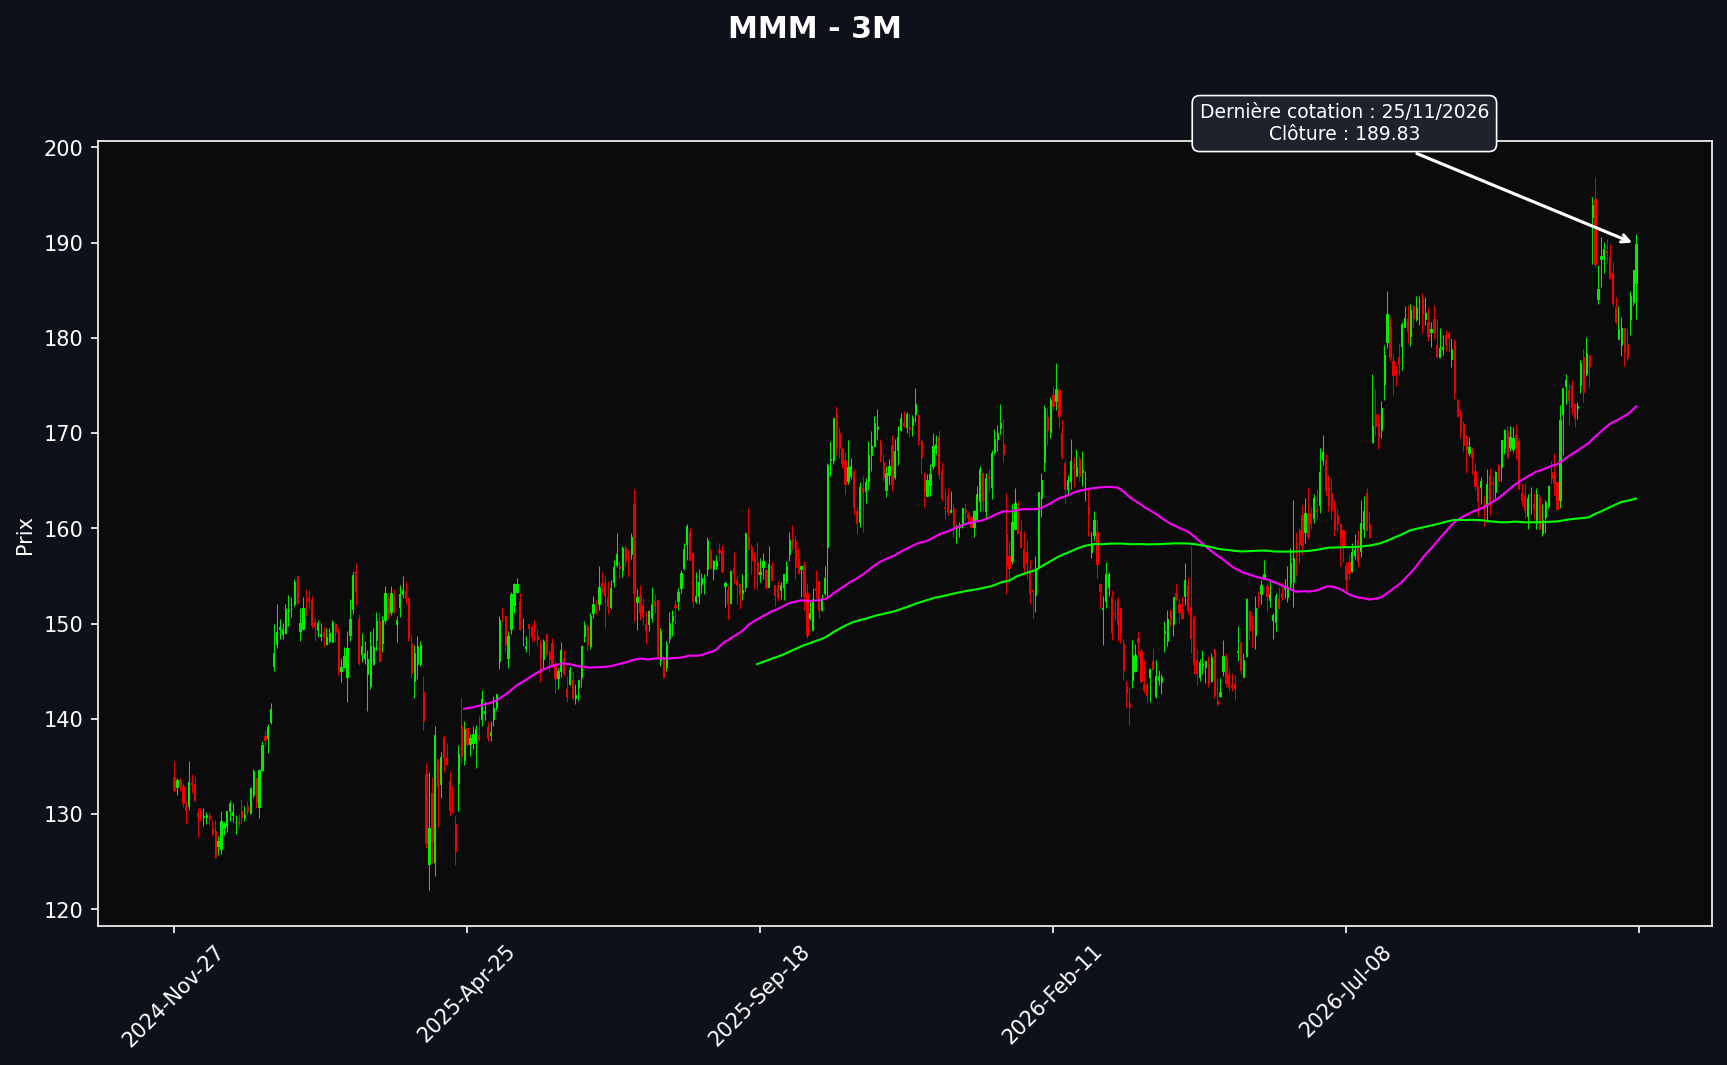 MMM - 3M
Dernière cotation : 25/11/2026
Clôture : 189.83
Prix
200
190
180
170
160
150
140
130
120
2024-Nov-27
2025-Apr-25
2025-Sep-18
2026-Feb-11
2026-Jul-08